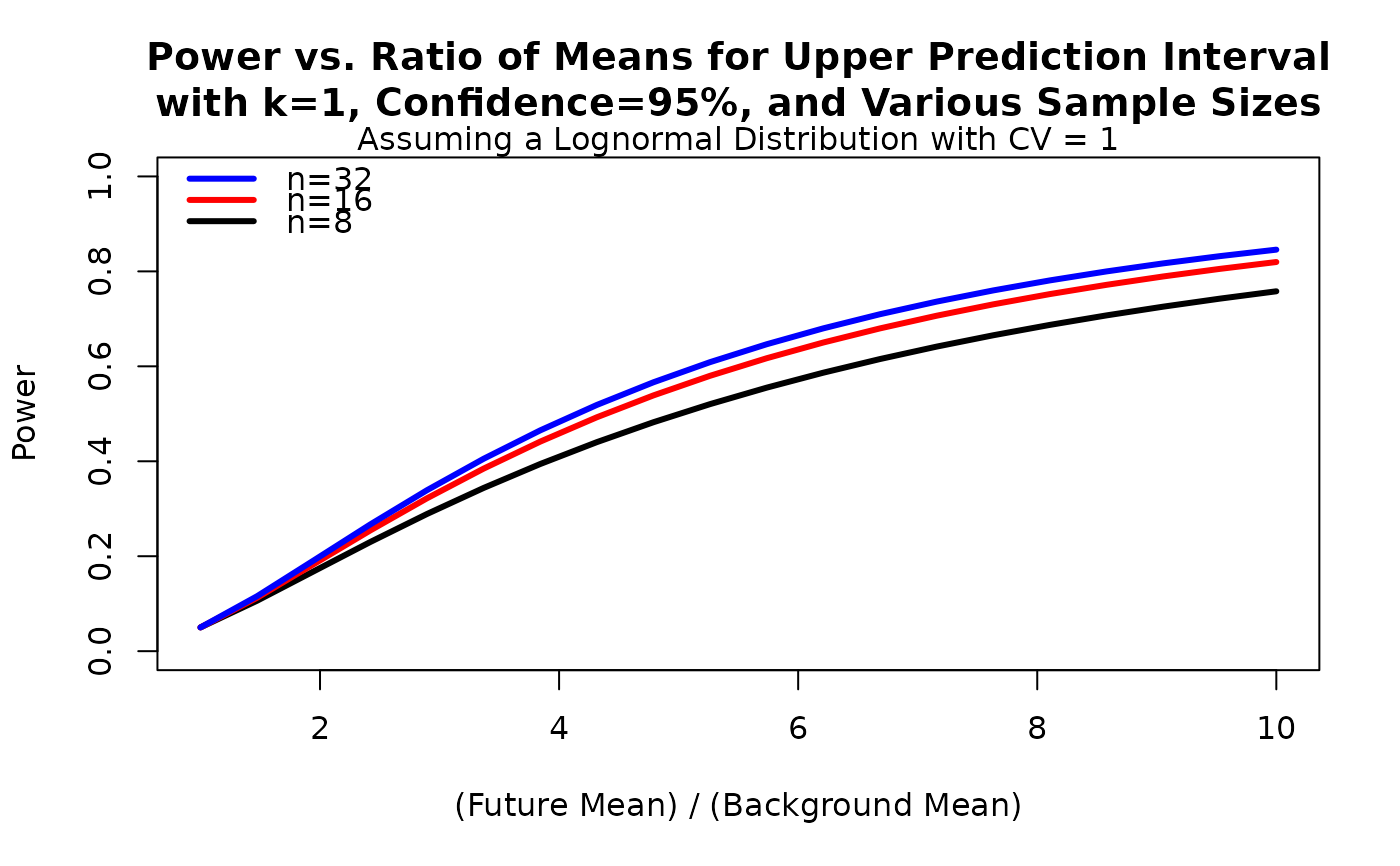 Power vs. Ratio of Means for Upper Prediction Interval
with k=1, Confidence=95%, and Various Sample Sizes
Assuming a Lognormal Distribution with CV = 1
n=32
n=16
n=8
1.0
0.8
0.6
0.4
0.2
0.0
Power
2 4 6 8 10
(Future Mean) / (Background Mean)